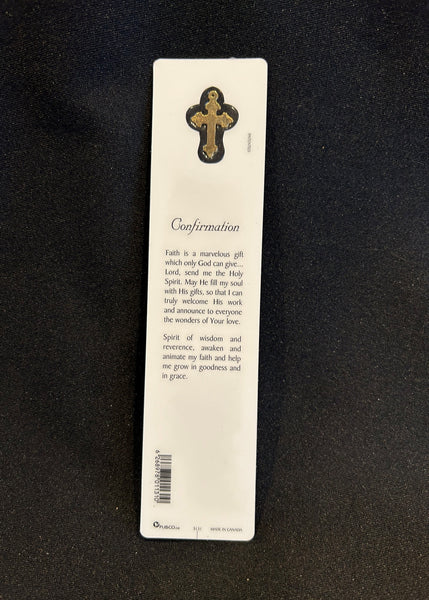 Confirmation
Faith is a marvelous gift
which only God can give...
Lord, send me the Holy
Spirit. May He fill my soul
with His gifts, so that I can
truly welcome His work
and announce to everyone
the wonders of Your love.
Spirit of wisdom and
reverence, awaken and
animate my faith and help
me grow in goodness and
in grace.
MADE IN CANADA